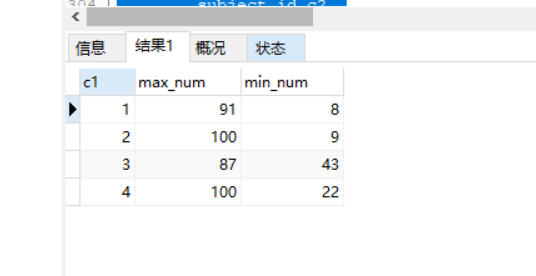 304 subject_id c2
信息 结果1 概况 状态
c1 max_num min_num
1 91 8
2 100 9
3 87 43
4 100 22